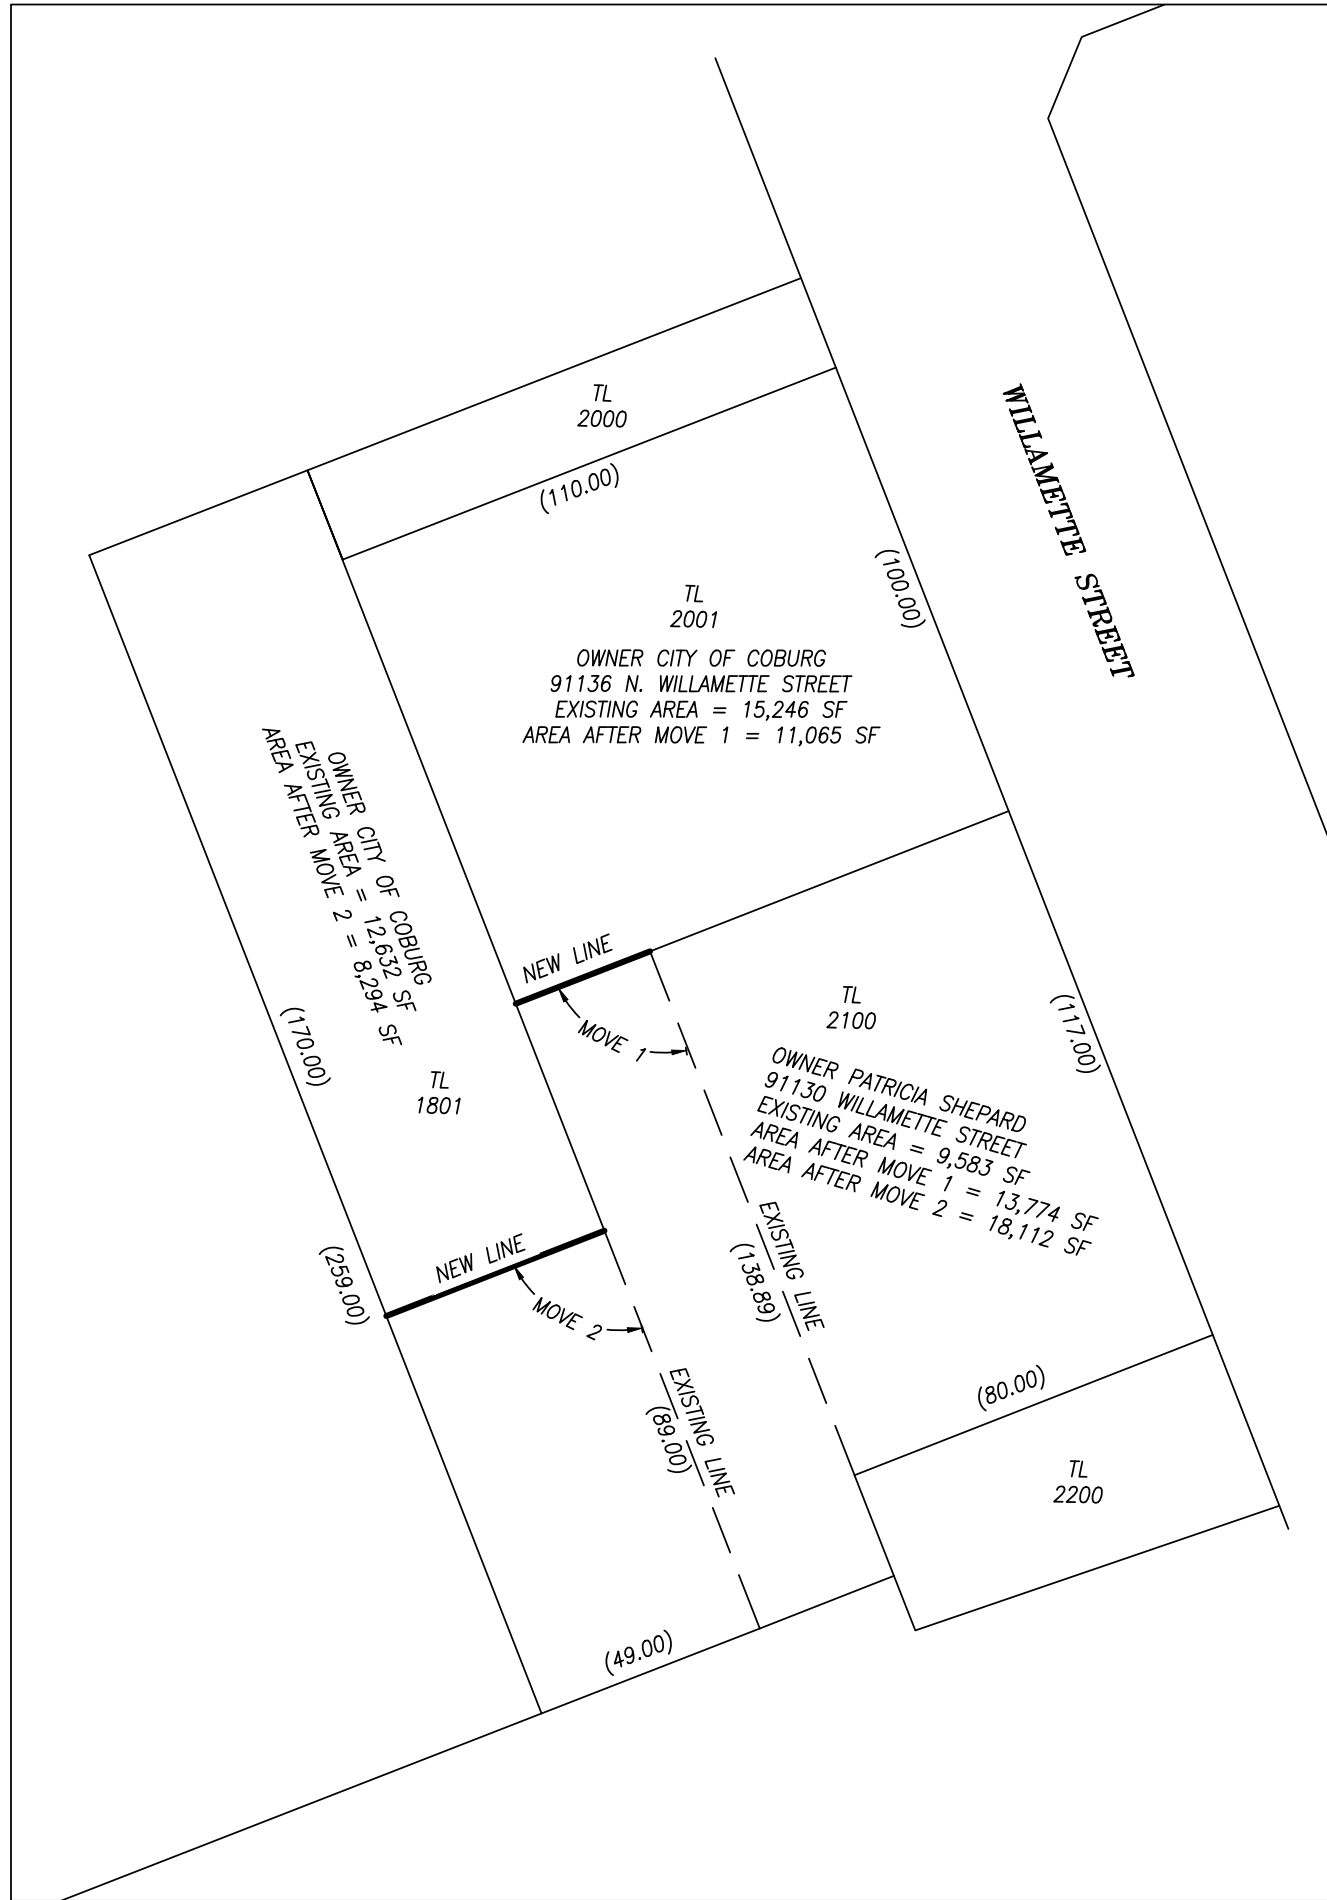 TL
2000
(110.00)
WILLAMETTE STREET
(100.00)
TL
2001
OWNER CITY OF COBURG
91136 N. WILLAMETTE STREET
EXISTING AREA = 15,246 SF
AREA AFTER MOVE 1 = 11,065 SF
OWNER CITY OF COBURG
EXISTING AREA = 12,632 SF
AREA AFTER MOVE 2 = 8,294 SF
(170.00)
TL
1801
NEW LINE
MOVE 1
TL
2100
(117.00)
OWNER PATRICIA SHEPARD
91130 WILLAMETTE STREET
EXISTING AREA = 9,583 SF
AREA AFTER MOVE 1 = 13,774 SF
AREA AFTER MOVE 2 = 18,112 SF
EXISTING LINE
(138.89)
(259.00)
NEW LINE
MOVE 2
EXISTING LINE
(89.00)
(80.00)
TL
2200
(49.00)